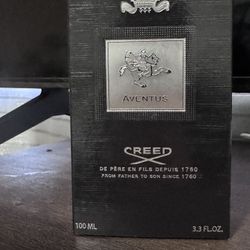 AVENTUS
CREED
DE PÈRE EN FILS DEPUIS 1760
FROM FATHER TO SON SINCE 1760
100 ML 3.3 FL.OZ.